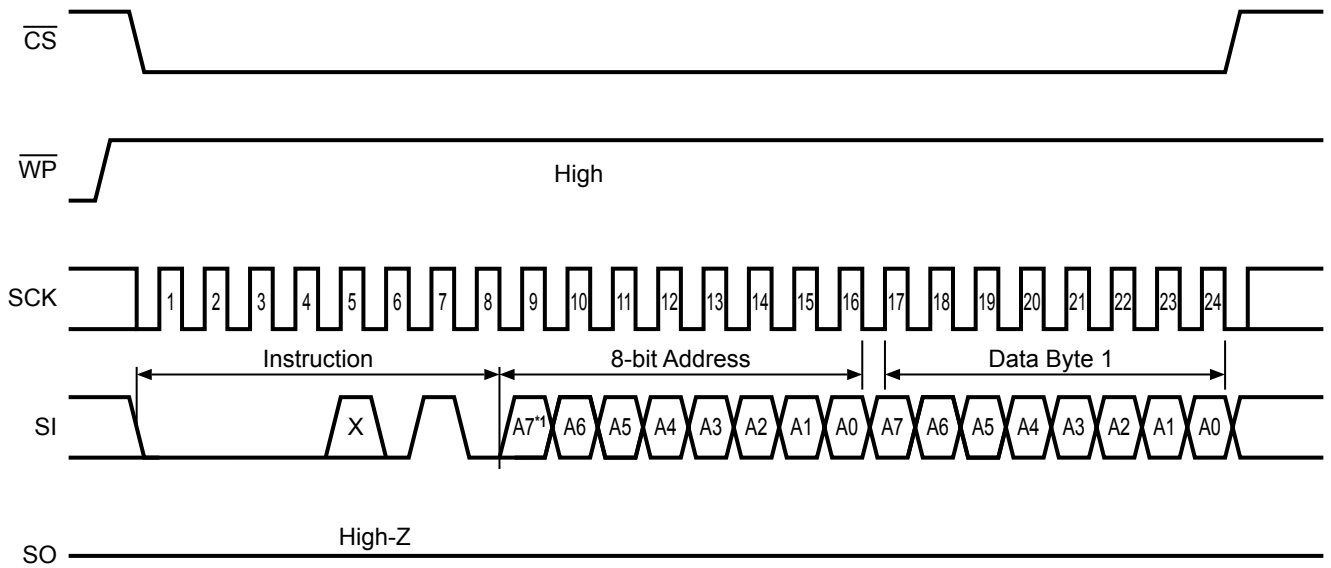 CS
WP
High
SCK
1 2 3 4 5 6 7 8 9 10 11 12 13 14 15 16 17 18 19 20 21 22 23 24
Instruction 8-bit Address Data Byte 1
SI
X A7*1 A6 A5 A4 A3 A2 A1 A0 A7 A6 A5 A4 A3 A2 A1 A0
High-Z
SO